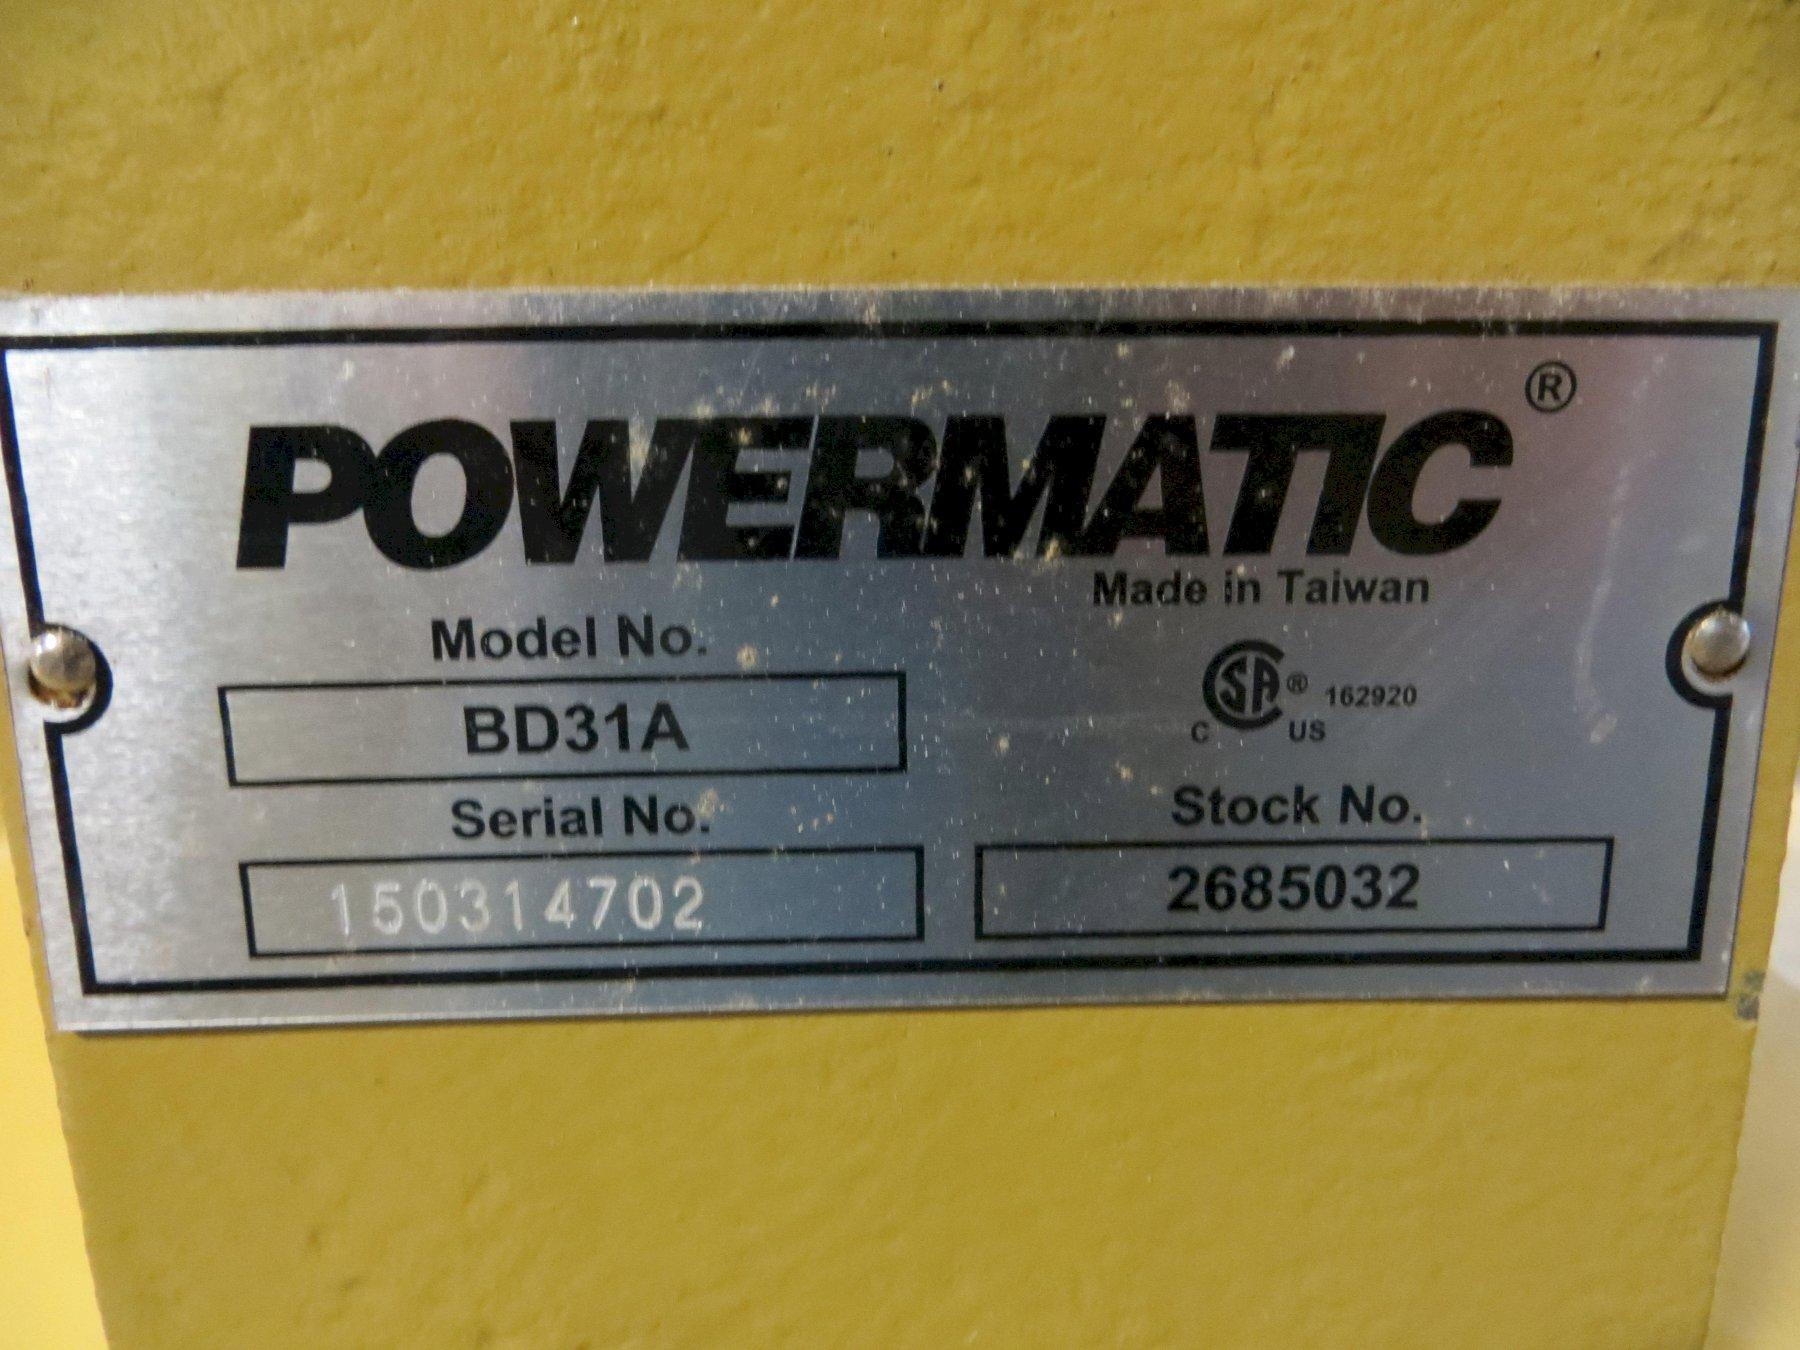 POWERMATIC®
Made in Taiwan
Model No.
BD31A
CSA® 162920
C US
Serial No.
150314702
Stock No.
2685032